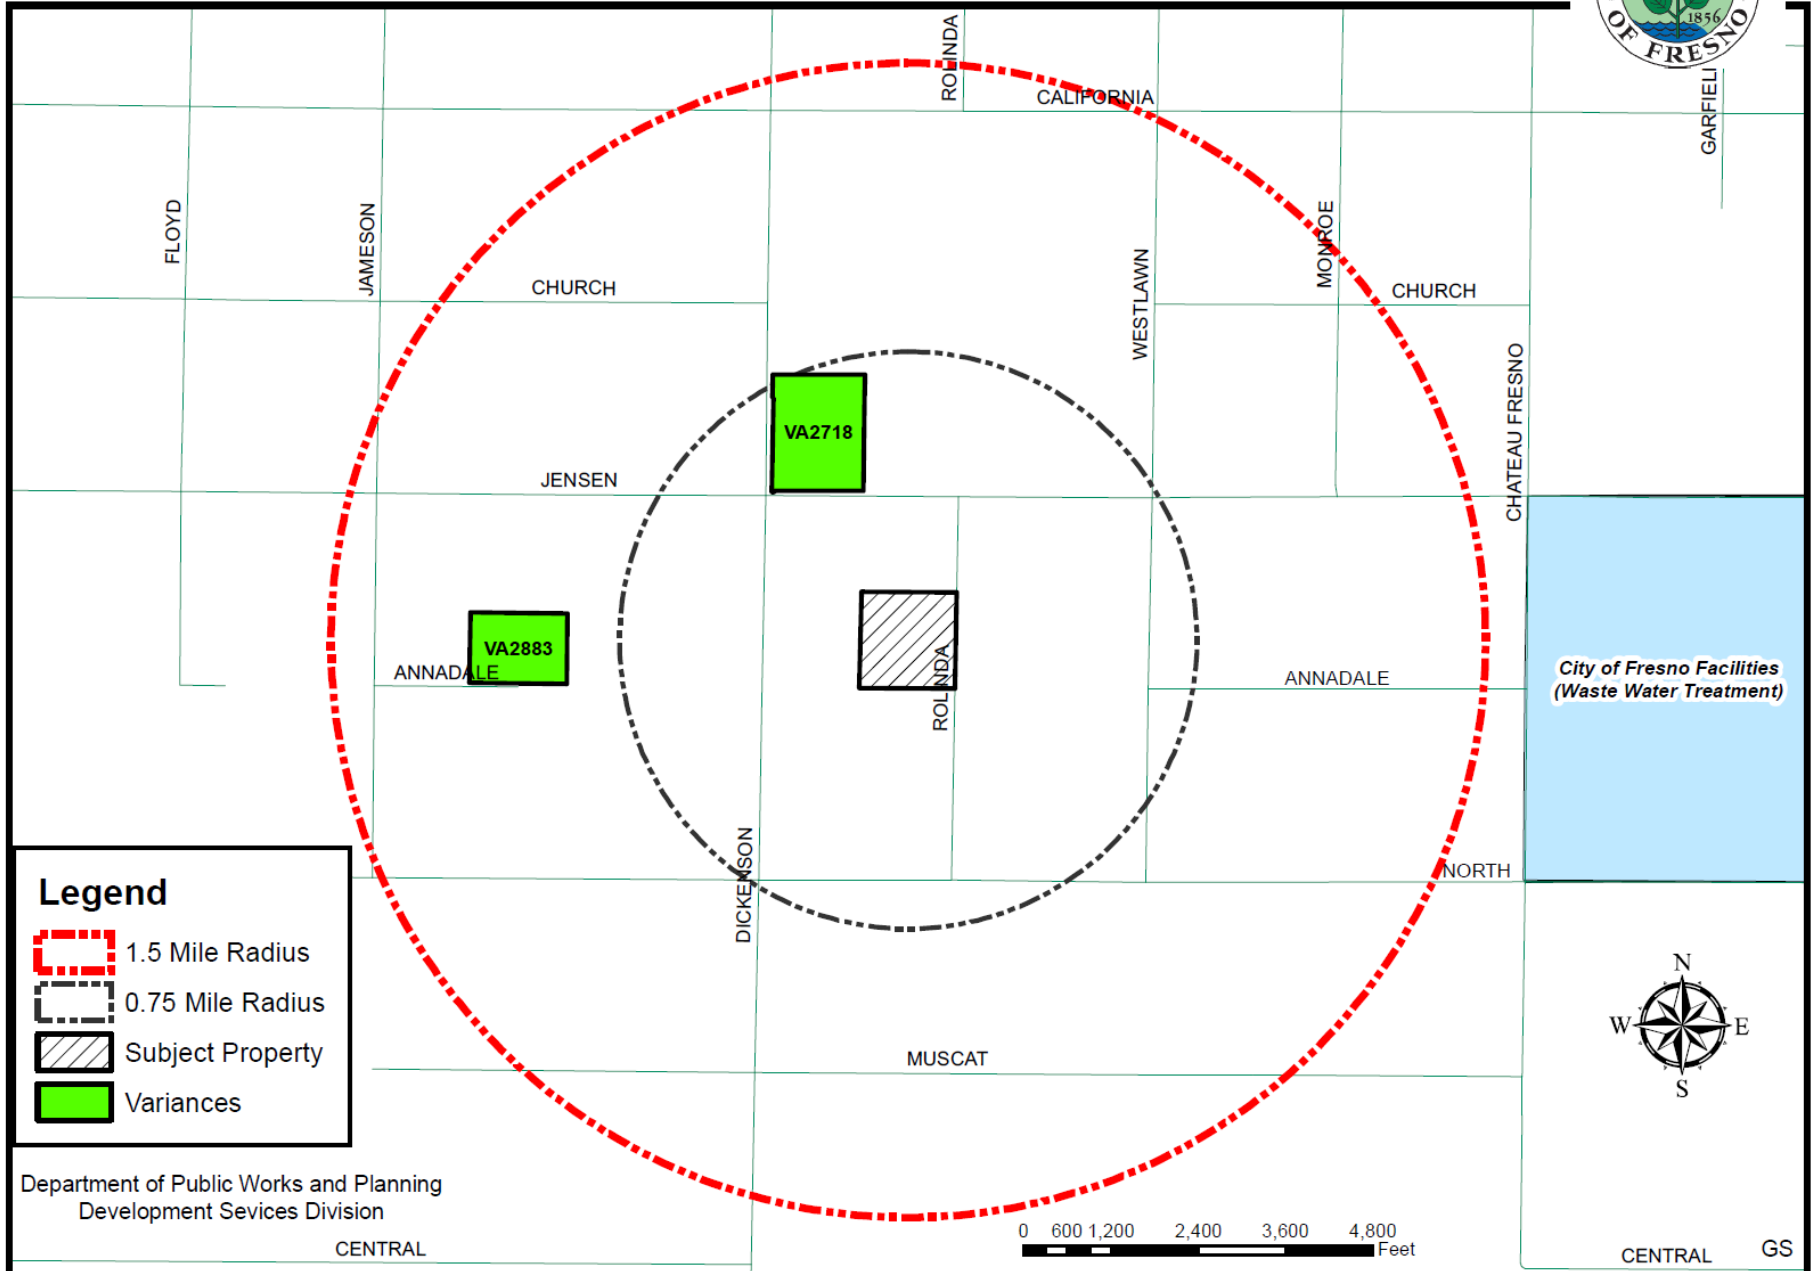 1856
OF FRESNO
ROLINDA
CALIFORNIA
GARFIEL
FLOYD
JAMESON
MONROE
WESTLAWN
CHURCH
CHURCH
CHATEAU FRESNO
VA2718
JENSEN
VA2883
ANNADALE
ROLINDA
ANNADALE
City of Fresno Facilities
(Waste Water Treatment)
DICKENSON
NORTH
Legend
1.5 Mile Radius
0.75 Mile Radius
Subject Property
Variances
N
W
E
S
MUSCAT
Department of Public Works and Planning
Development Sevices Division
0 600 1,200 2,400 3,600 4,800
Feet
CENTRAL
CENTRAL
GS